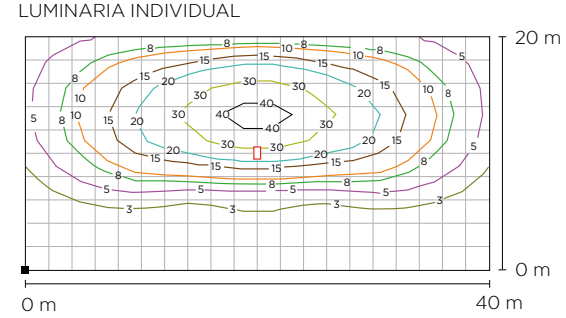 LUMINARIA INDIVIDUAL
8 8 10 8 5
20 m
15 10
8 15 15 15
20 30 30 20 8
10 30 40 30
5 8 10 15 40 40 30 15 10 8
20 30 30 20 15 5
15 15 15 20 15 8
8 8 8
5 5 5 5
3 3 3 3
0 m
0 m 40 m